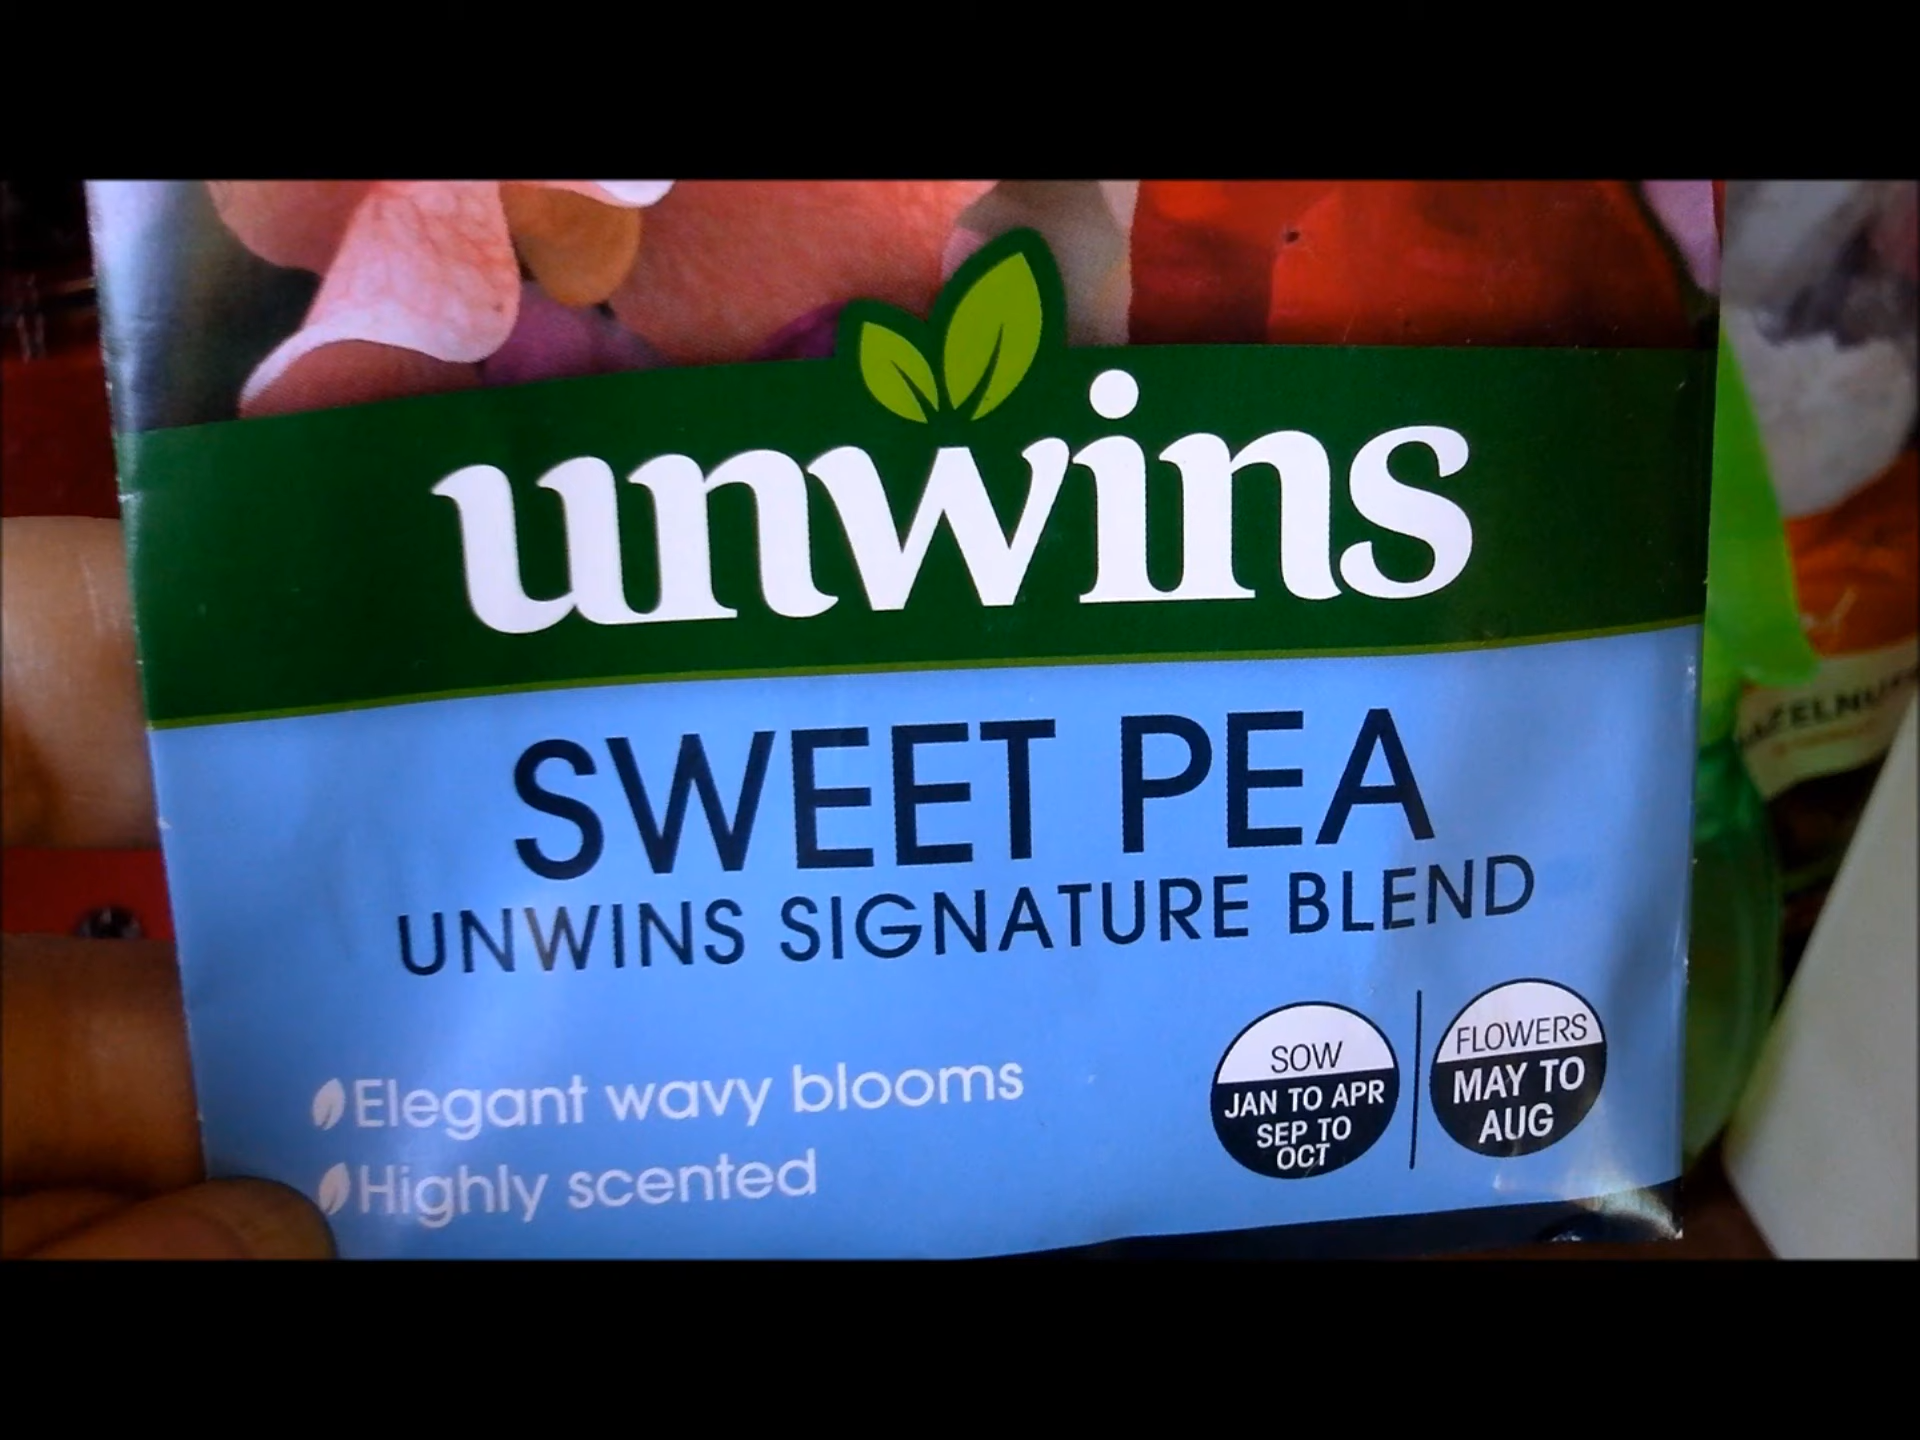 unwins
SWEET PEA
UNWINS SIGNATURE BLEND
Elegant wavy blooms
Highly scented
SOW
JAN TO APR
SEP TO
OCT
FLOWERS
MAY TO
AUG